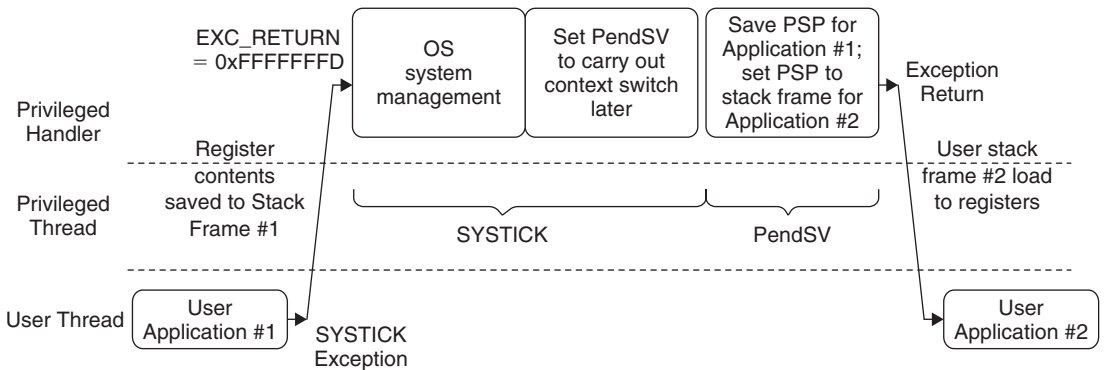 EXC_RETURN
= 0xFFFFFFFD
OS
system
management
Set PendSV
to carry out
context switch
later
Save PSP for
Application #1;
set PSP to
stack frame for
Application #2
Exception
Return
Privileged
Handler
Register
contents
saved to Stack
Frame #1
User stack
frame #2 load
to registers
Privileged
Thread
SYSTICK
PendSV
User Thread
User
Application #1
SYSTICK
Exception
User
Application #2